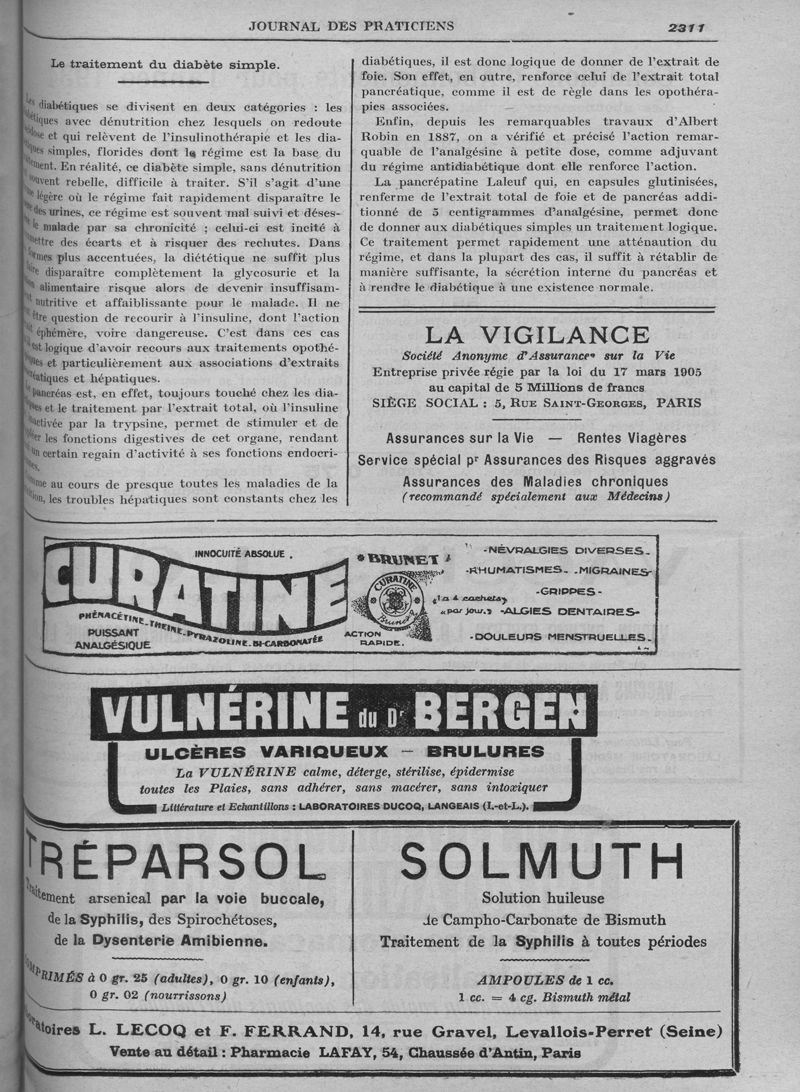 JOURNAL DES PRATICIENS 2311
Le traitement du diabète simple.
Les diabétiques se divisent en deux catégories : les
diabétiques avec dénutrition chez lesquels on redoute
et qui relèvent de l'insulinothérapie et les dia-
simples, florides dont le régime est la base du
En réalité, ce diabète simple, sans dénutrition
souvent rebelle, difficile à traiter. S'il s'agit d'une
légère où le régime fait rapidement disparaître le
des urines, ce régime est souvent mal suivi et déses-
le malade par sa chronicité ; celui-ci est incité à
des écarts et à risquer des rechutes. Dans
plus accentuées, la diététique ne suffit plus
disparaître complètement la glycosurie et la
alimentaire risque alors de devenir insuffisam-
nutritive et affaiblissante pour le malade. Il ne
être question de recourir à l'insuline, dont l'action
éphémère, voire dangereuse. C'est dans ces cas
est logique d'avoir recours aux traitements opothé-
et particulièrement aux associations d'extraits
et hépatiques.
pancréas est, en effet, toujours touché chez les dia-
et le traitement par l'extrait total, où l'insuline
par la trypsine, permet de stimuler et de
les fonctions digestives de cet organe, rendant
un certain regain d'activité à ses fonctions endocri-
au cours de presque toutes les maladies de la
les troubles hépatiques sont constants chez les
diabétiques, il est donc logique de donner de l'extrait de
foie. Son effet, en outre, renforce celui de l'extrait total
pancréatique, comme il est de règle dans les opothéra-
pies associées.
Enfin, depuis les remarquables travaux d'Albert
Robin en 1887, on a vérifié et précisé l'action remar-
quable de l'analgésine à petite dose, comme adjuvant
du régime antidiabétique dont elle renforce l'action.
La pancrépatine Laleuf qui, en capsules glutinisées,
renferme de l'extrait total de foie et de pancréas addi-
tionné de 5 centigrammes d'analgésine, permet donc
de donner aux diabétiques simples un traitement logique.
Ce traitement permet rapidement une atténuation du
régime, et dans la plupart des cas, il suffit à rétablir de
manière suffisante, la sécrétion interne du pancréas et
à rendre le diabétique à une existence normale.
LA VIGILANCE
Société Anonyme d'Assurances sur la Vie
Entreprise privée régie par la loi du 17 mars 1905
au capital de 5 Millions de francs
SIÈGE SOCIAL : 5, RUE SAINT-GEORGES, PARIS
Assurances sur la Vie — Rentes Viagères
Service spécial pr Assurances des Risques aggravés
Assurances des Maladies chroniques
(recommandé spécialement aux Médecins)
CURATINE
INNOCUITÉ ABSOLUE.
PHÉNACÉTINE-THEINE-PYRAZOLINE-BI-CARBONATÉE
PUISSANT
ANALGÉSIQUE
BRUNET
CURATINE
Brunet
ACTION
RAPIDE.
1 à 4 cachets
par jour.
-NÉVRALGIES DIVERSES-
-RHUMATISMES- -MIGRAINES-
-GRIPPES-
-ALGIES DENTAIRES-
-DOULEURS MENSTRUELLES-
VULNÉRINE du Dr BERGEN
ULCÈRES VARIQUEUX — BRULURES
La VULNÉRINE calme, déterge, stérilise, épidermise
toutes les Plaies, sans adhérer, sans macérer, sans intoxiquer
Littérature et Echantillons : LABORATOIRES DUCOQ, LANGEAIS (I.-et-L.).
TRÉPARSOL
Traitement arsenical par la voie buccale,
de la Syphilis, des Spirochétoses,
de la Dysenterie Amibienne.
COMPRIMÉS à 0 gr. 25 (adultes), 0 gr. 10 (enfants),
0 gr. 02 (nourrissons)
SOLMUTH
Solution huileuse
de Campho-Carbonate de Bismuth
Traitement de la Syphilis à toutes périodes
AMPOULES de 1 cc.
1 cc. = 4 cg. Bismuth métal
Laboratoires L. LECOQ et F. FERRAND, 14, rue Gravel, Levallois-Perret (Seine)
Vente au détail : Pharmacie LAFAY, 54, Chaussée d'Antin, Paris